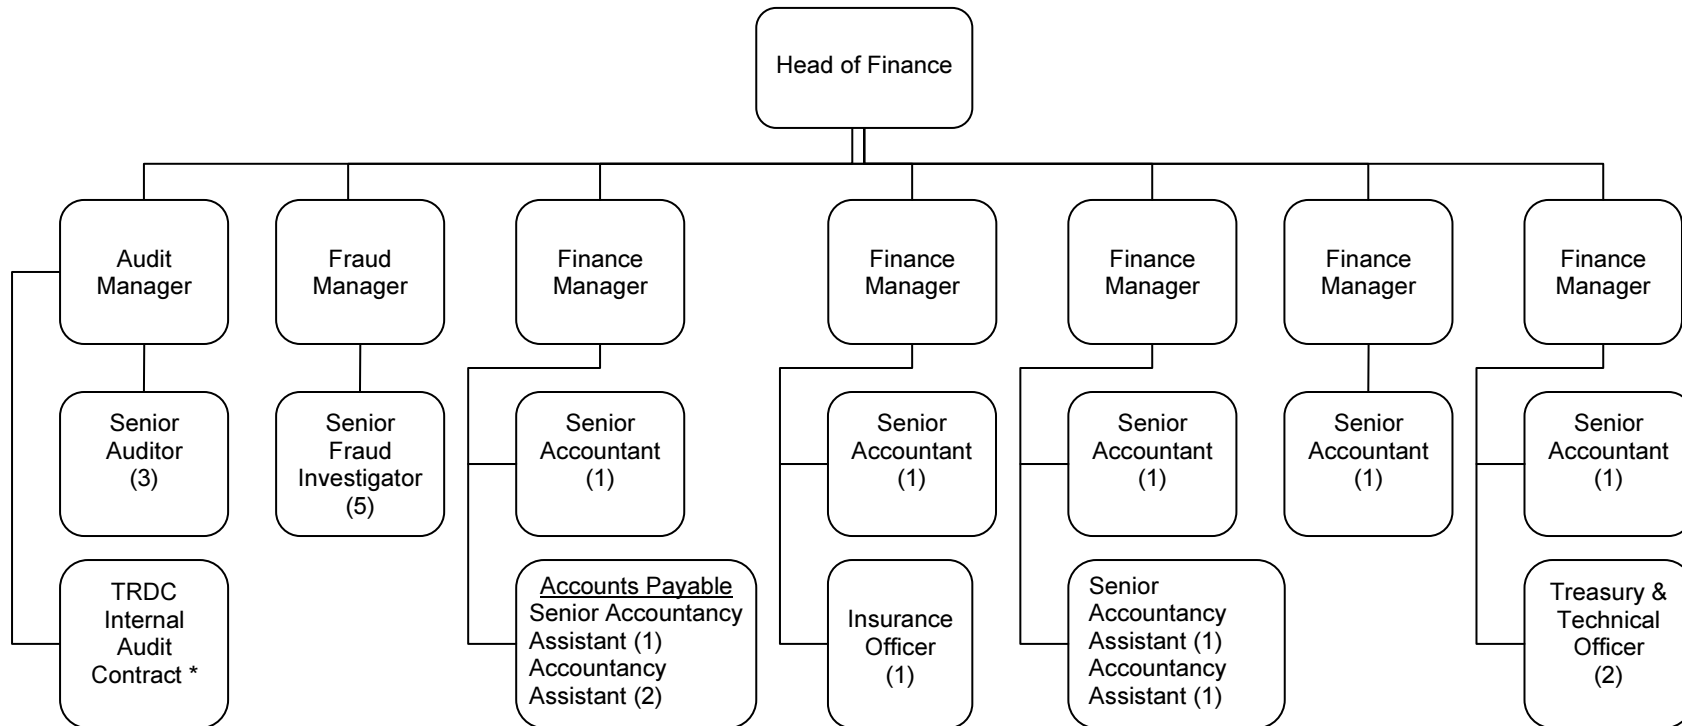 Head of Finance
Audit
Manager
Fraud
Manager
Finance
Manager
Finance
Manager
Finance
Manager
Finance
Manager
Finance
Manager
Senior
Auditor
(3)
Senior
Fraud
Investigator
(5)
Senior
Accountant
(1)
Senior
Accountant
(1)
Senior
Accountant
(1)
Senior
Accountant
(1)
Senior
Accountant
(1)
TRDC
Internal
Audit
Contract *
Accounts Payable
Senior Accountancy
Assistant (1)
Accountancy
Assistant (2)
Insurance
Officer
(1)
Senior
Accountancy
Assistant (1)
Accountancy
Assistant (1)
Treasury &
Technical
Officer
(2)